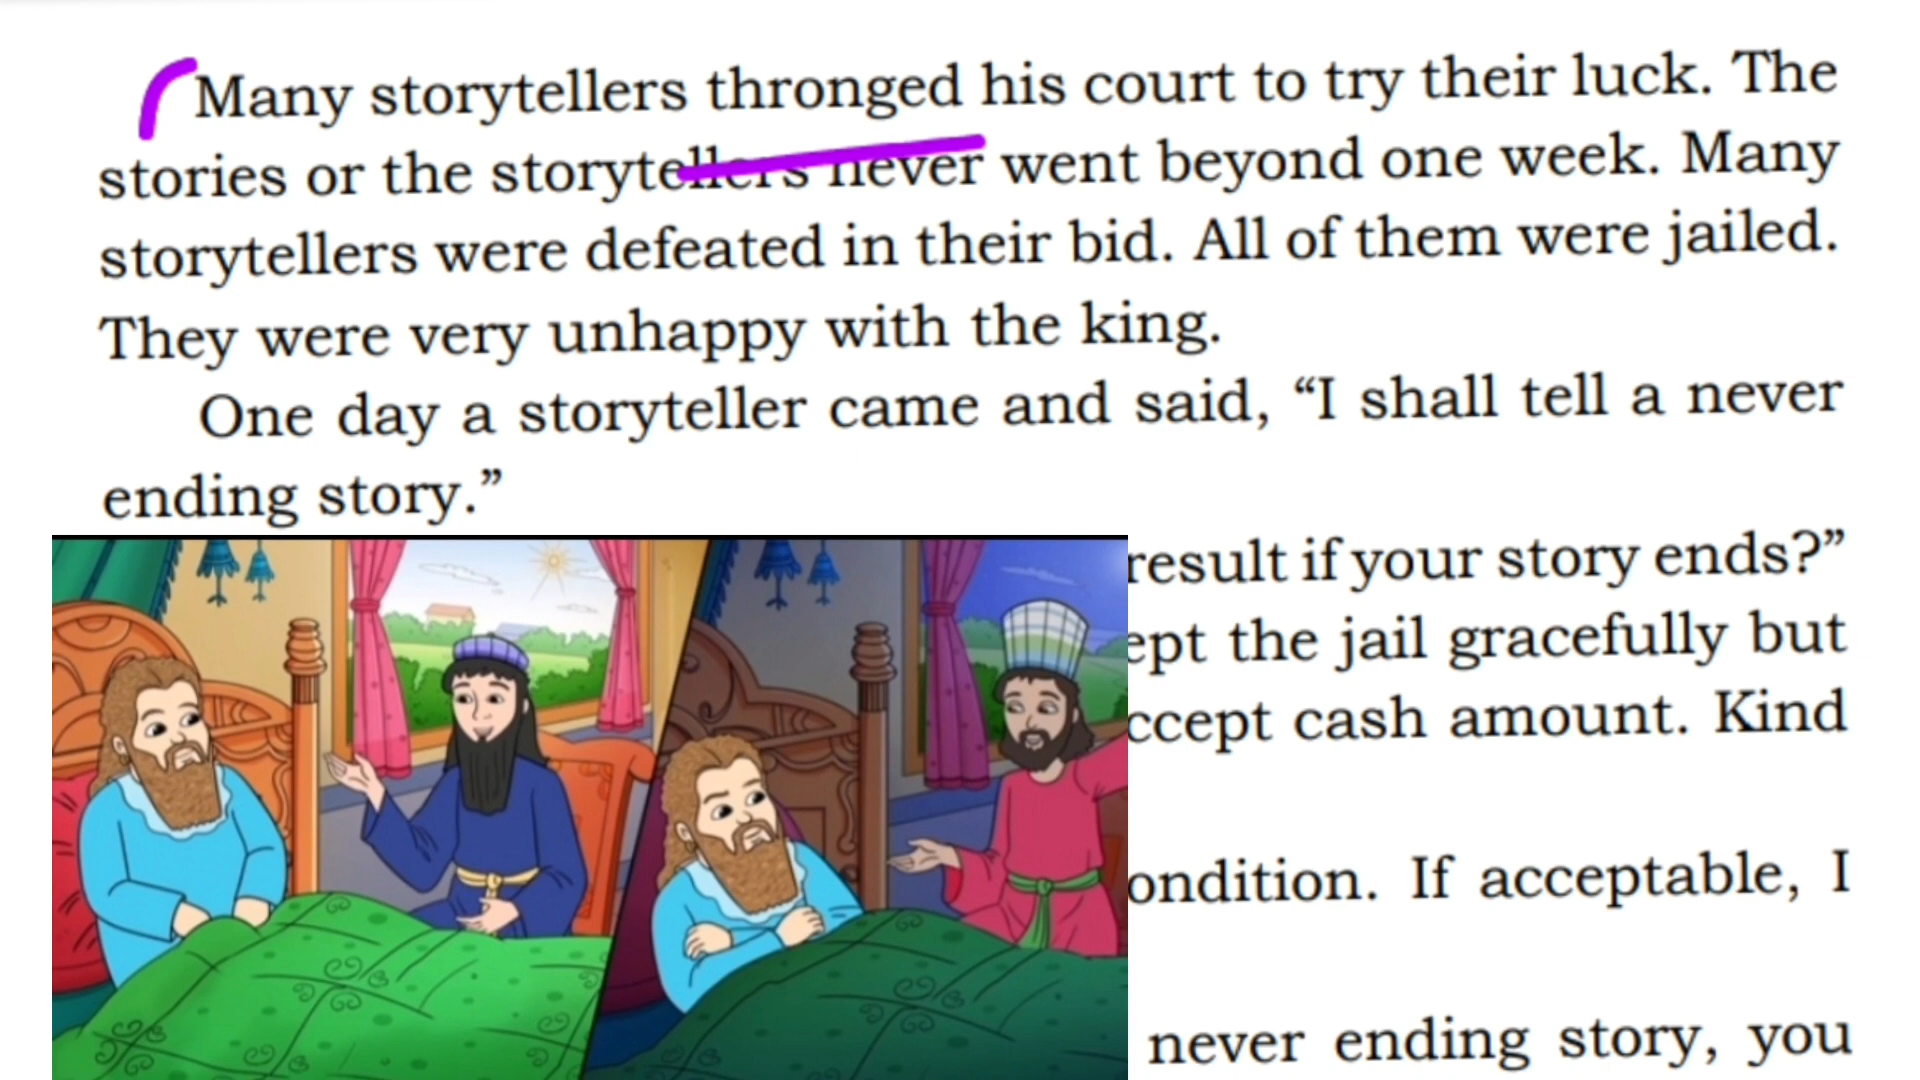 Many storytellers thronged his court to try their luck. The
stories or the storytellers never went beyond one week. Many
storytellers were defeated in their bid. All of them were jailed.
They were very unhappy with the king.
One day a storyteller came and said, “I shall tell a never
ending story.”
result if your story ends?”
the jail gracefully but
cash amount. Kind
If acceptable, I
never ending story, you